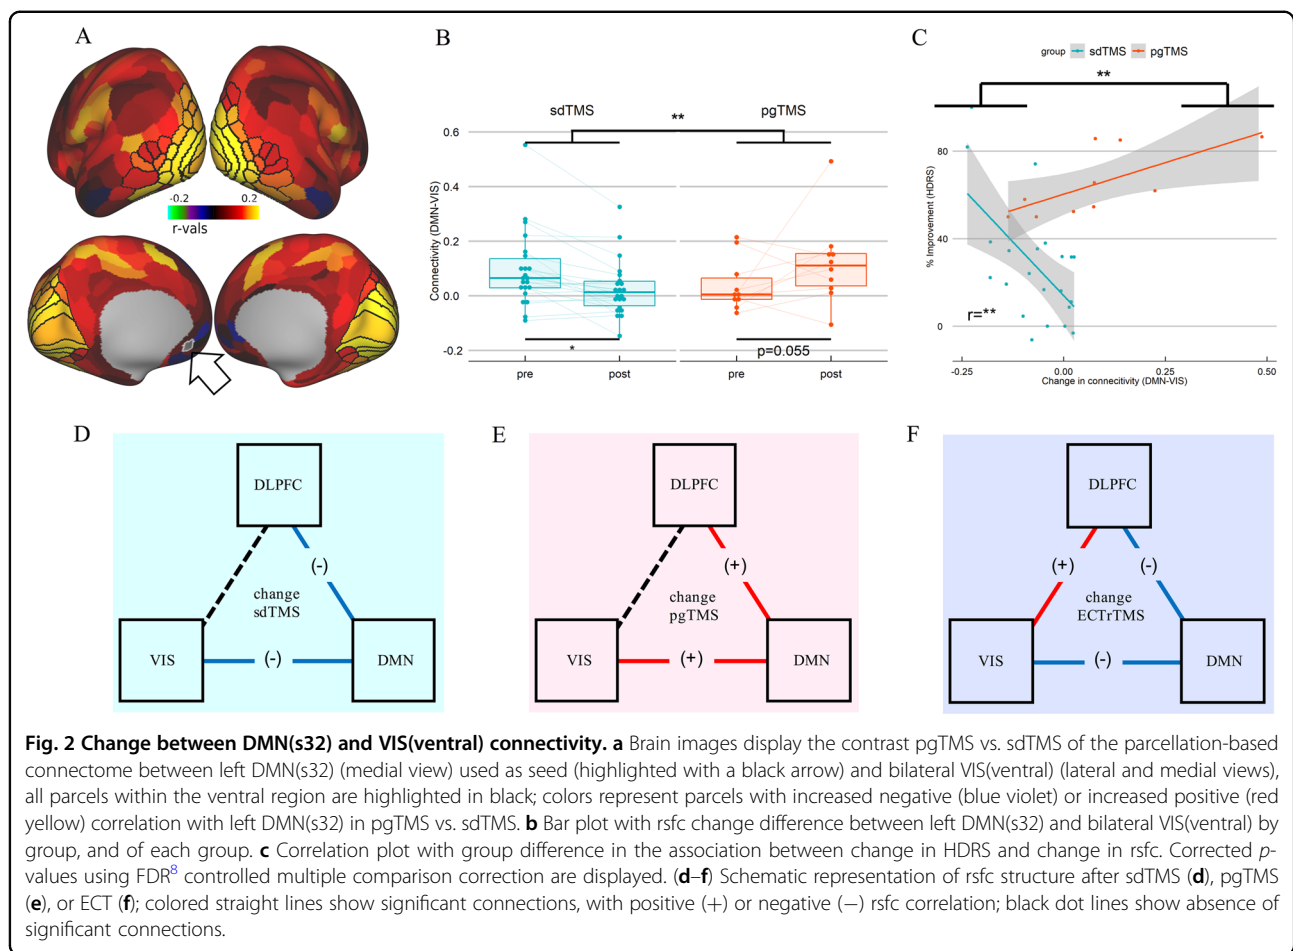 A
-0.2 0.2
r-vals
B
sdTMS pgTMS
**
Connectivity (DMN-VIS)
0.6
0.4
0.2
0.0
-0.2
*
p=0.055
pre post pre post
C
group sdTMS pgTMS
**
% Improvement (HDRS)
80
40
0
r=**
-0.25 0.00 0.25 0.50
Change in connecitivity (DMN-VIS)
D
DLPFC
(-)
change
sdTMS
VIS (-) DMN
E
DLPFC
(+)
change
pgTMS
VIS (+) DMN
F
DLPFC
(+) (-)
change
ECTrTMS
VIS (-) DMN
Fig. 2 Change between DMN(s32) and VIS(ventral) connectivity. a Brain images display the contrast pgTMS vs. sdTMS of the parcellation-based
connectome between left DMN(s32) (medial view) used as seed (highlighted with a black arrow) and bilateral VIS(ventral) (lateral and medial views),
all parcels within the ventral region are highlighted in black; colors represent parcels with increased negative (blue violet) or increased positive (red
yellow) correlation with left DMN(s32) in pgTMS vs. sdTMS. b Bar plot with rsfc change difference between left DMN(s32) and bilateral VIS(ventral) by
group, and of each group. c Correlation plot with group difference in the association between change in HDRS and change in rsfc. Corrected p-
values using FDR8 controlled multiple comparison correction are displayed. (d–f) Schematic representation of rsfc structure after sdTMS (d), pgTMS
(e), or ECT (f); colored straight lines show significant connections, with positive (+) or negative (−) rsfc correlation; black dot lines show absence of
significant connections.